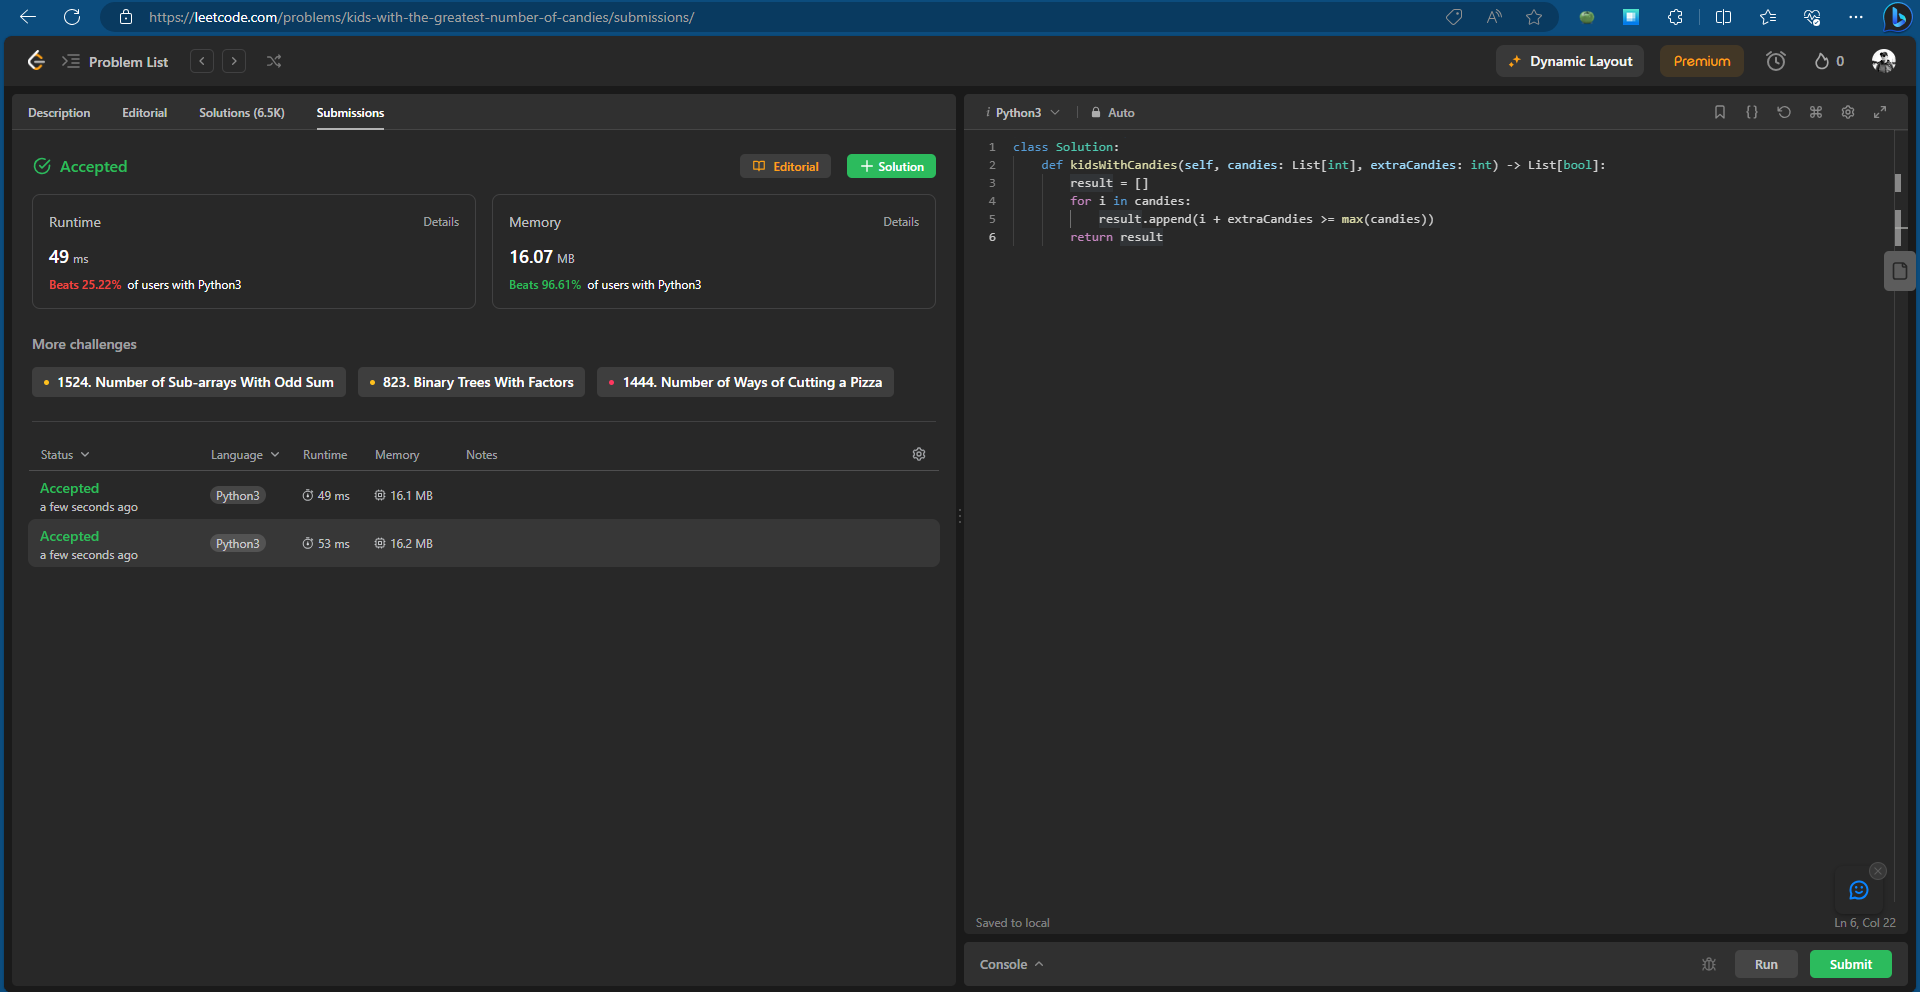 https://leetcode.com/problems/kids-with-the-greatest-number-of-candies/submissions/
Problem List
Dynamic Layout
Premium
0
Description
Editorial
Solutions (6.5K)
Submissions
Accepted
Editorial
Solution
Runtime
Details
49 ms
Beats 25.22% of users with Python3
Memory
Details
16.07 MB
Beats 96.61% of users with Python3
More challenges
1524. Number of Sub-arrays With Odd Sum
823. Binary Trees With Factors
1444. Number of Ways of Cutting a Pizza
Status
Language
Runtime
Memory
Notes
Accepted
a few seconds ago
Python3
49 ms
16.1 MB
Accepted
a few seconds ago
Python3
53 ms
16.2 MB
i Python3
Auto
1 class Solution:
2 def kidsWithCandies(self, candies: List[int], extraCandies: int) -> List[bool]:
3 result = []
4 for i in candies:
5 result.append(i + extraCandies >= max(candies))
6 return result
Saved to local
Ln 6, Col 22
Console
Run
Submit